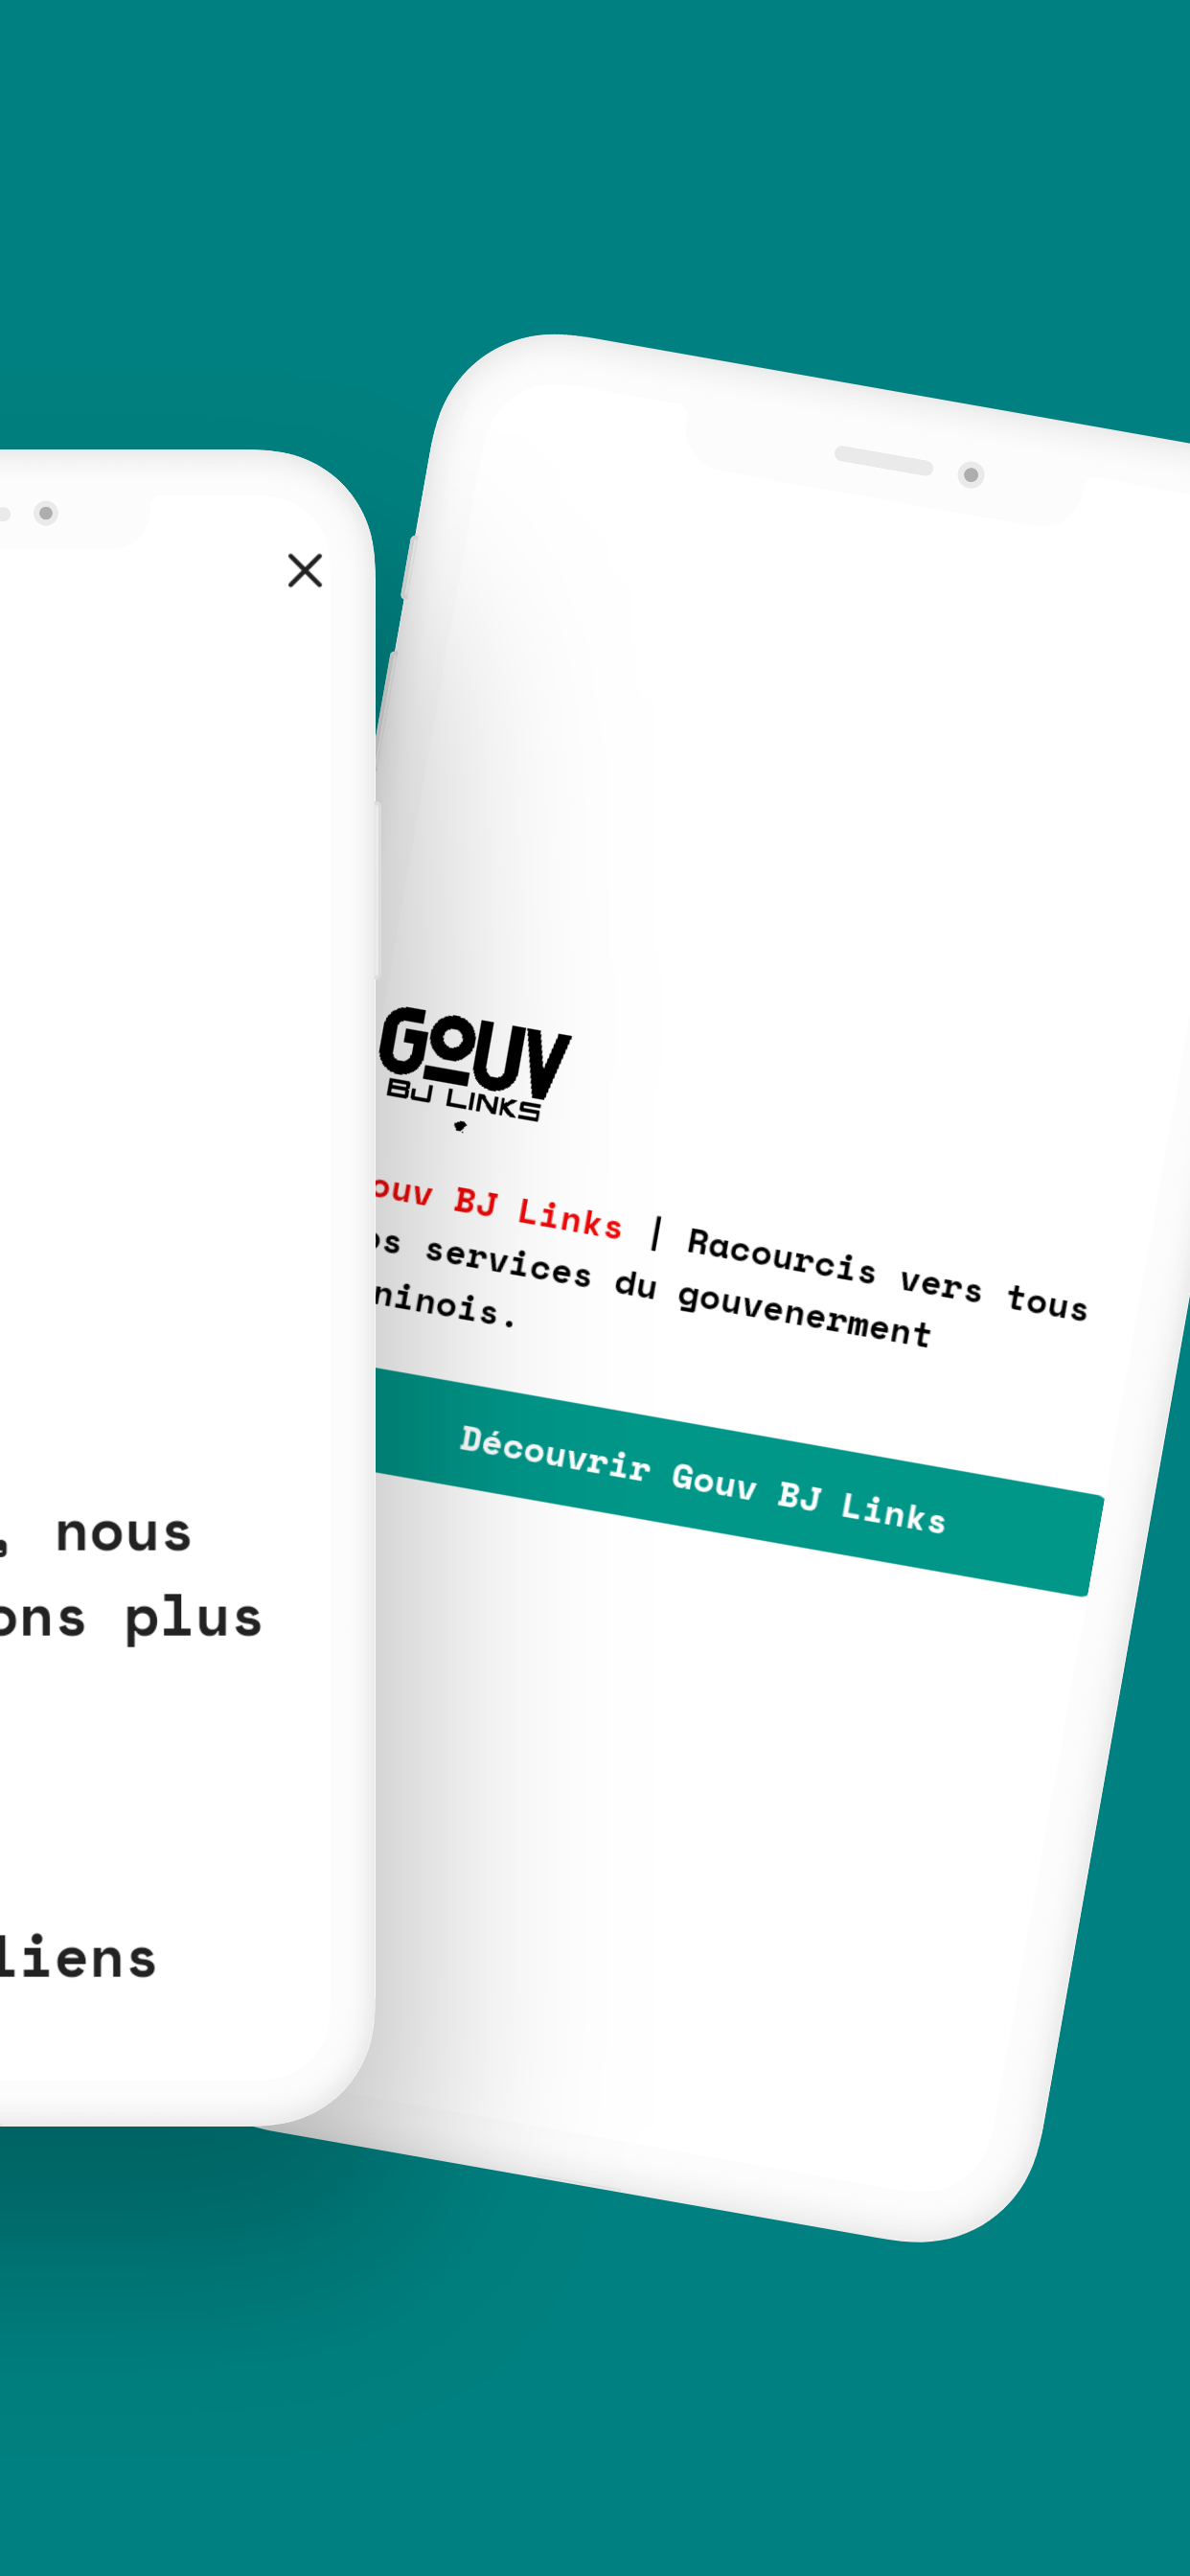 , nous
ons plus
liens
GOUV
BJ LINKS
ouv BJ Links | Racourcis vers tous
os services du gouvenerment
ninois.
Découvrir Gouv BJ Links